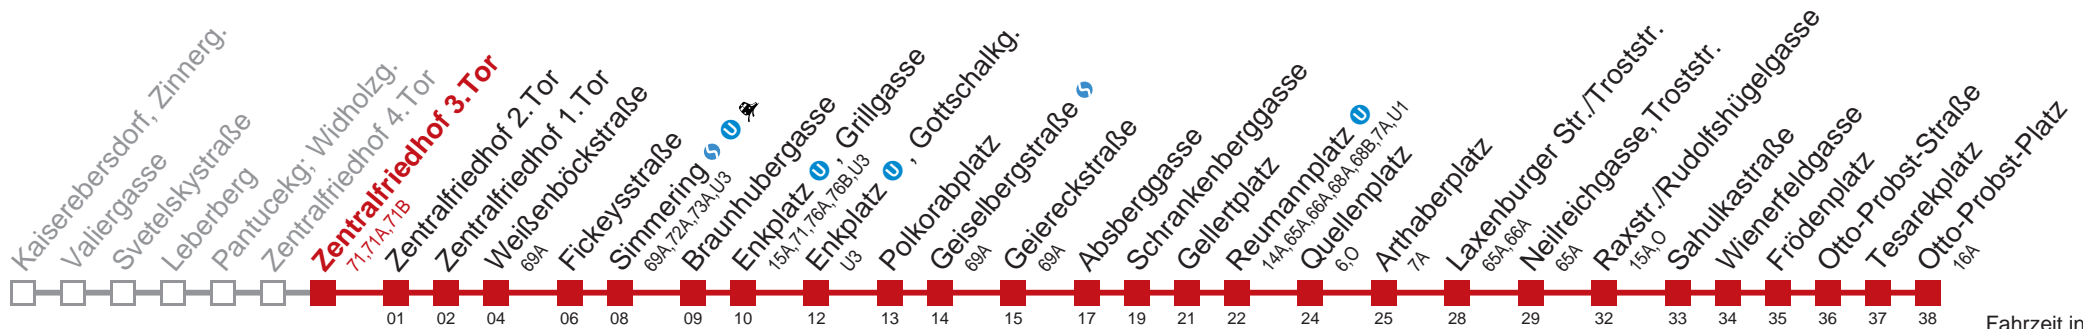 Kaiserebersdorf, Zinnerg.
Valiergasse
Svetelskystraße
Leberberg
Pantucekg; Widholzg.
Zentralfriedhof 4. Tor
Zentralfriedhof 3. Tor
71,71A,71B
Zentralfriedhof 2. Tor
Zentralfriedhof 1. Tor
Weißenböckstraße
69A
Fickeysstraße
Simmering S U
69A,72A,73A,U3
Braunhubergasse
Enkplatz U , Grillgasse
15A,71,76A,76B,U3
Enkplatz U , Gottschalkg.
U3
Polkorabplatz
Geiselbergstraße S
69A
Geiereckstraße
69A
Absberggasse
Schrankenberggasse
Gellertplatz
Reumannplatz U
14A,65A,66A,68A,68B,7A,U1
Quellenplatz
6,O
Arthaberplatz
7A
Laxenburger Str./Troststr.
65A,66A
Neilreichgasse, Troststr.
65A
Raxstr./Rudolfshügelgasse
15A,O
Sahulkastraße
Wienerfeldgasse
Frödenplatz
Otto-Probst-Straße
Tesarekplatz
Otto-Probst-Platz
16A
01 02 04 06 08 09 10 12 13 14 15 17 19 21 22 24 25 28 29 32 33 34 35 36 37 38
Fahrzeit in